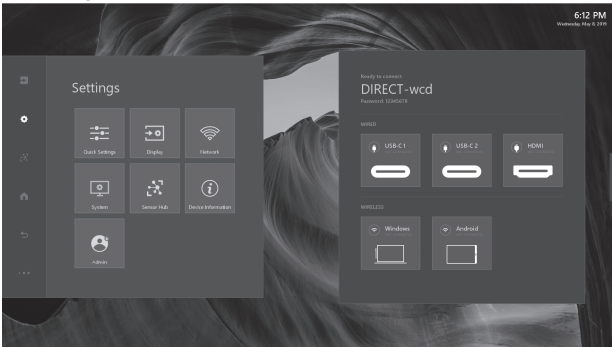 6:12 PM
Wednesday, May 8, 2019
Settings
Quick Settings
Display
Network
System
Sensor Hub
Device Information
Admin
Ready to connect
DIRECT-wcd
Password: 12345678
WIRED
USB-C 1
USB-C 2
HDMI
WIRELESS
Windows
Android